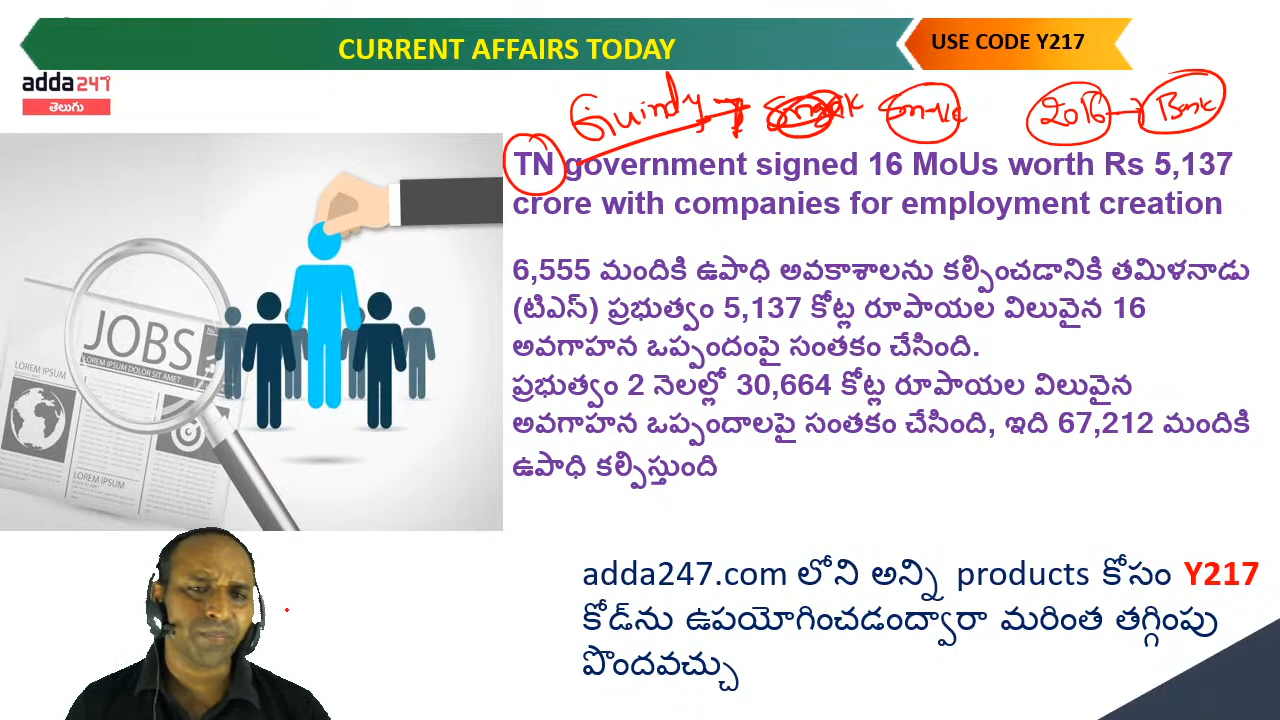 CURRENT AFFAIRS TODAY
USE CODE Y217
adda247
తెలుగు
Guindy
2016 → Bank
TN government signed 16 MoUs worth Rs 5,137
crore with companies for employment creation
6,555 మందికి ఉపాధి అవకాశాలను కల్పించడానికి తమిళనాడు
(టిఎస్) ప్రభుత్వం 5,137 కోట్ల రూపాయల విలువైన 16
అవగాహన ఒప్పందంపై సంతకం చేసింది.
ప్రభుత్వం 2 నెలల్లో 30,664 కోట్ల రూపాయల విలువైన
అవగాహన ఒప్పందాలపై సంతకం చేసింది, ఇది 67,212 మందికి
ఉపాధి కల్పిస్తుంది
JOBS
LOREM IPSUM DOLOR SIT AMET
LOREM IPSUM
LOREM IPSUM
adda247.com లోని అన్ని products కోసం Y217
కోడ్‌ను ఉపయోగించడంద్వారా మరింత తగ్గింపు
పొందవచ్చు